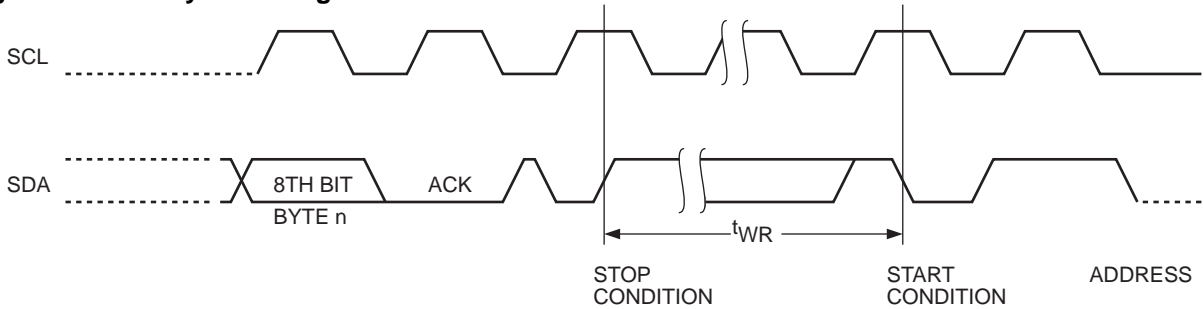 SCL
SDA
8TH BIT
ACK
BYTE n
tWR
STOP
CONDITION
START
CONDITION
ADDRESS